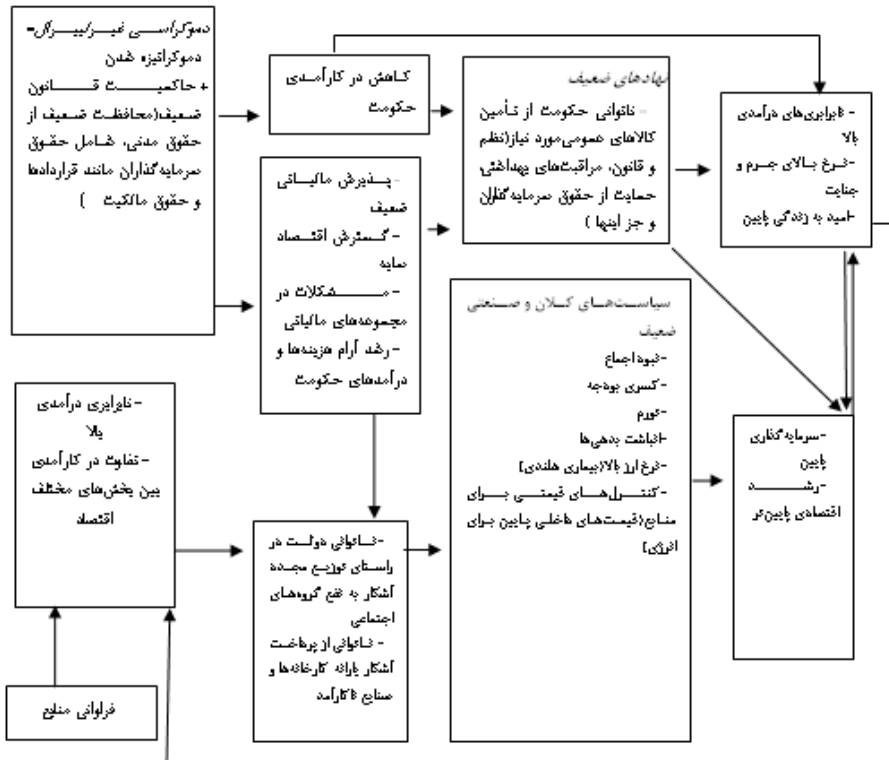 دموکراسی غیرلیبرال=
دموکراتیزه شدن
+ حاکمیت قانون
ضعیف(محافظت ضعیف از
حقوق مدنی، شامل حقوق
سرمایه‌گذاران مانند قراردادها
و حقوق مالکیت )
کاهش در کارآمدی
حکومت
نهادهای ضعیف
- ناتوانی حکومت از تأمین
کالاهای عمومی‌مورد نیاز(نظم
و قانون، مراقبت‌های بهداشتی،
حمایت از حقوق سرمایه‌گذاران
و جز اینها )
- نابرابری‌های درآمدی
بالا
-نرخ بالای جرم و
جنایت
-امید به زندگی پایین
-پذیرش مالیاتی
ضعیف
- گسترش اقتصاد
سایه
- مشکلات در
مجموعه‌های مالیاتی
- رشد آرام هزینه‌ها و
درآمدهای حکومت
سیاست‌های کلان و صنعتی
ضعیف
-نبود اجماع
-کسری بودجه
-تورم
-انباشت بدهی‌ها
-نرخ ارز بالا(بیماری هلندی)
-کنترل‌های قیمتی برای
منابع(قیمت‌های داخلی پایین برای
انرژی)
-سرمایه گذاری
پایین
-رشد
اقتصادی پایین‌تر
- نابرابری درآمدی
بالا
- تفاوت در کارآمدی
بین بخش‌های مختلف
اقتصاد
- ناتوانی دولت در
راستای توزیع مجدد
آشکار به نفع گروه‌های
اجتماعی
- ناتوانی از پرداخت
آشکار یارانه کارخانه‌ها و
صنایع ناکارآمد
فراوانی منابع